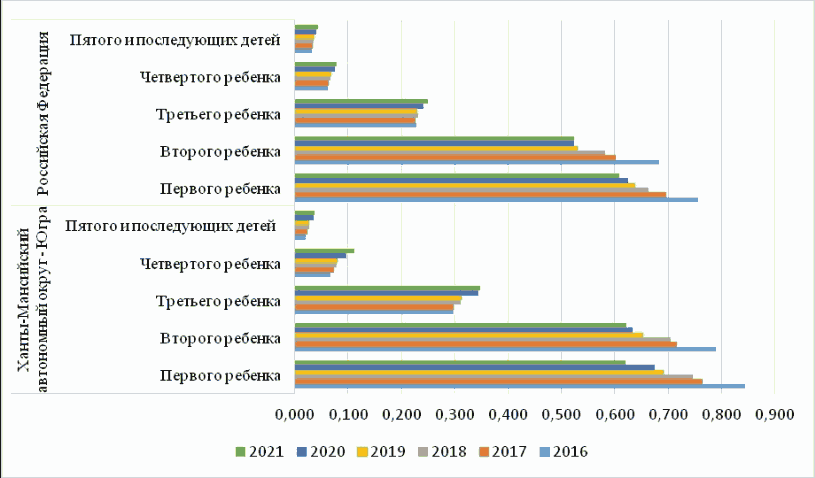 Российская Федерация
Пятого и последующих детей
Четвертого ребенка
Третьего ребенка
Второго ребенка
Первого ребенка
Ханты-Мансийский
автономный округ - Югра
Пятого и последующих детей
Четвертого ребенка
Третьего ребенка
Второго ребенка
Первого ребенка
0,000 0,100 0,200 0,300 0,400 0,500 0,600 0,700 0,800 0,900
2021 2020 2019 2018 2017 2016